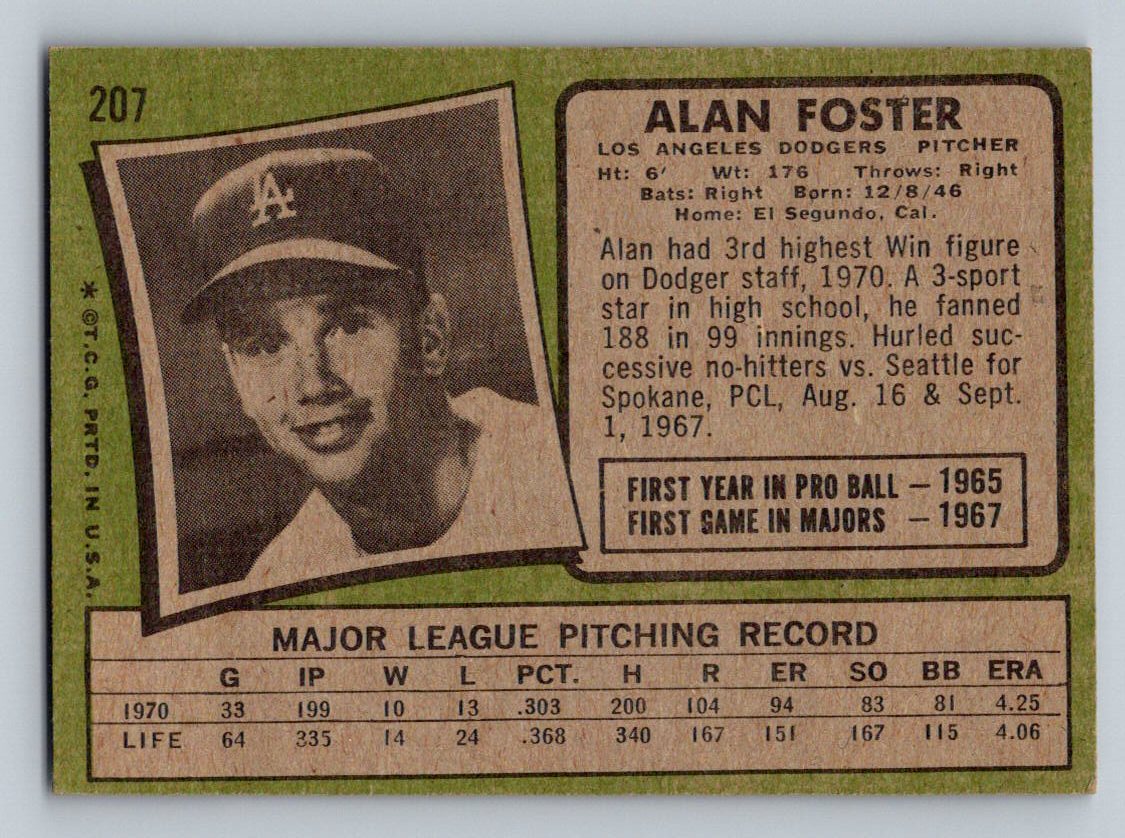 207
LA
* ©T.C.G. PRTD. IN U.S.A.
ALAN FOSTER
LOS ANGELES DODGERS PITCHER
Ht: 6' Wt: 176 Throws: Right
Bats: Right Born: 12/8/46
Home: El Segundo, Cal.
Alan had 3rd highest Win figure
on Dodger staff, 1970. A 3-sport
star in high school, he fanned
188 in 99 innings. Hurled suc-
cessive no-hitters vs. Seattle for
Spokane, PCL, Aug. 16 & Sept.
1, 1967.
FIRST YEAR IN PRO BALL – 1965
FIRST GAME IN MAJORS – 1967
MAJOR LEAGUE PITCHING RECORD
G IP W L PCT. H R ER SO BB ERA
1970 33 199 10 13 .303 200 104 94 83 81 4.25
LIFE 64 335 14 24 .368 340 167 151 167 115 4.06